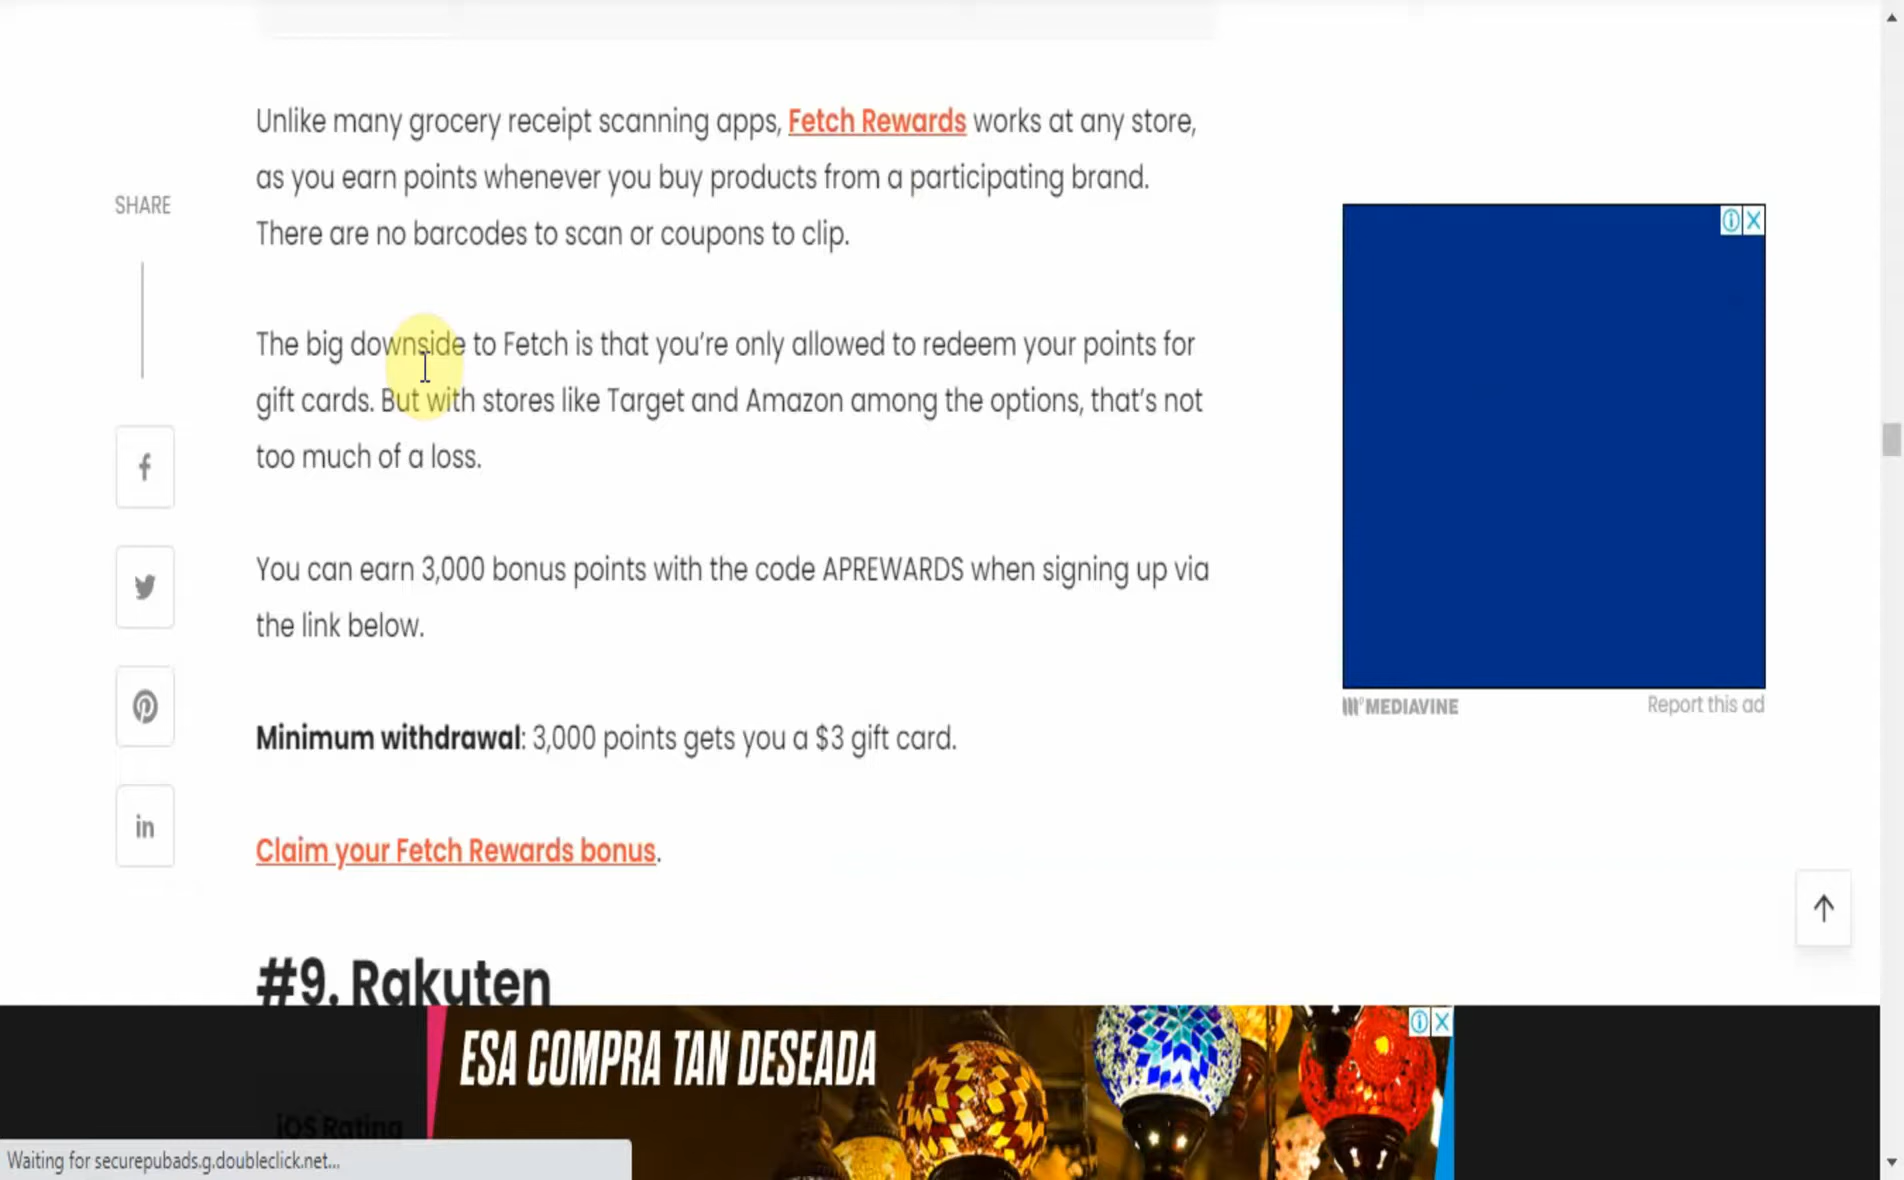 Unlike many grocery receipt scanning apps, Fetch Rewards works at any store,
as you earn points whenever you buy products from a participating brand.
There are no barcodes to scan or coupons to clip.
SHARE
The big downside to Fetch is that you're only allowed to redeem your points for
gift cards. But with stores like Target and Amazon among the options, that's not
too much of a loss.
You can earn 3,000 bonus points with the code APREWARDS when signing up via
the link below.
MEDIAVINE
Report this ad
Minimum withdrawal: 3,000 points gets you a $3 gift card.
Claim your Fetch Rewards bonus.
#9. Rakuten
ESA COMPRA TAN DESEADA
iOS Rating
Waiting for securepubads.g.doubleclick.net...